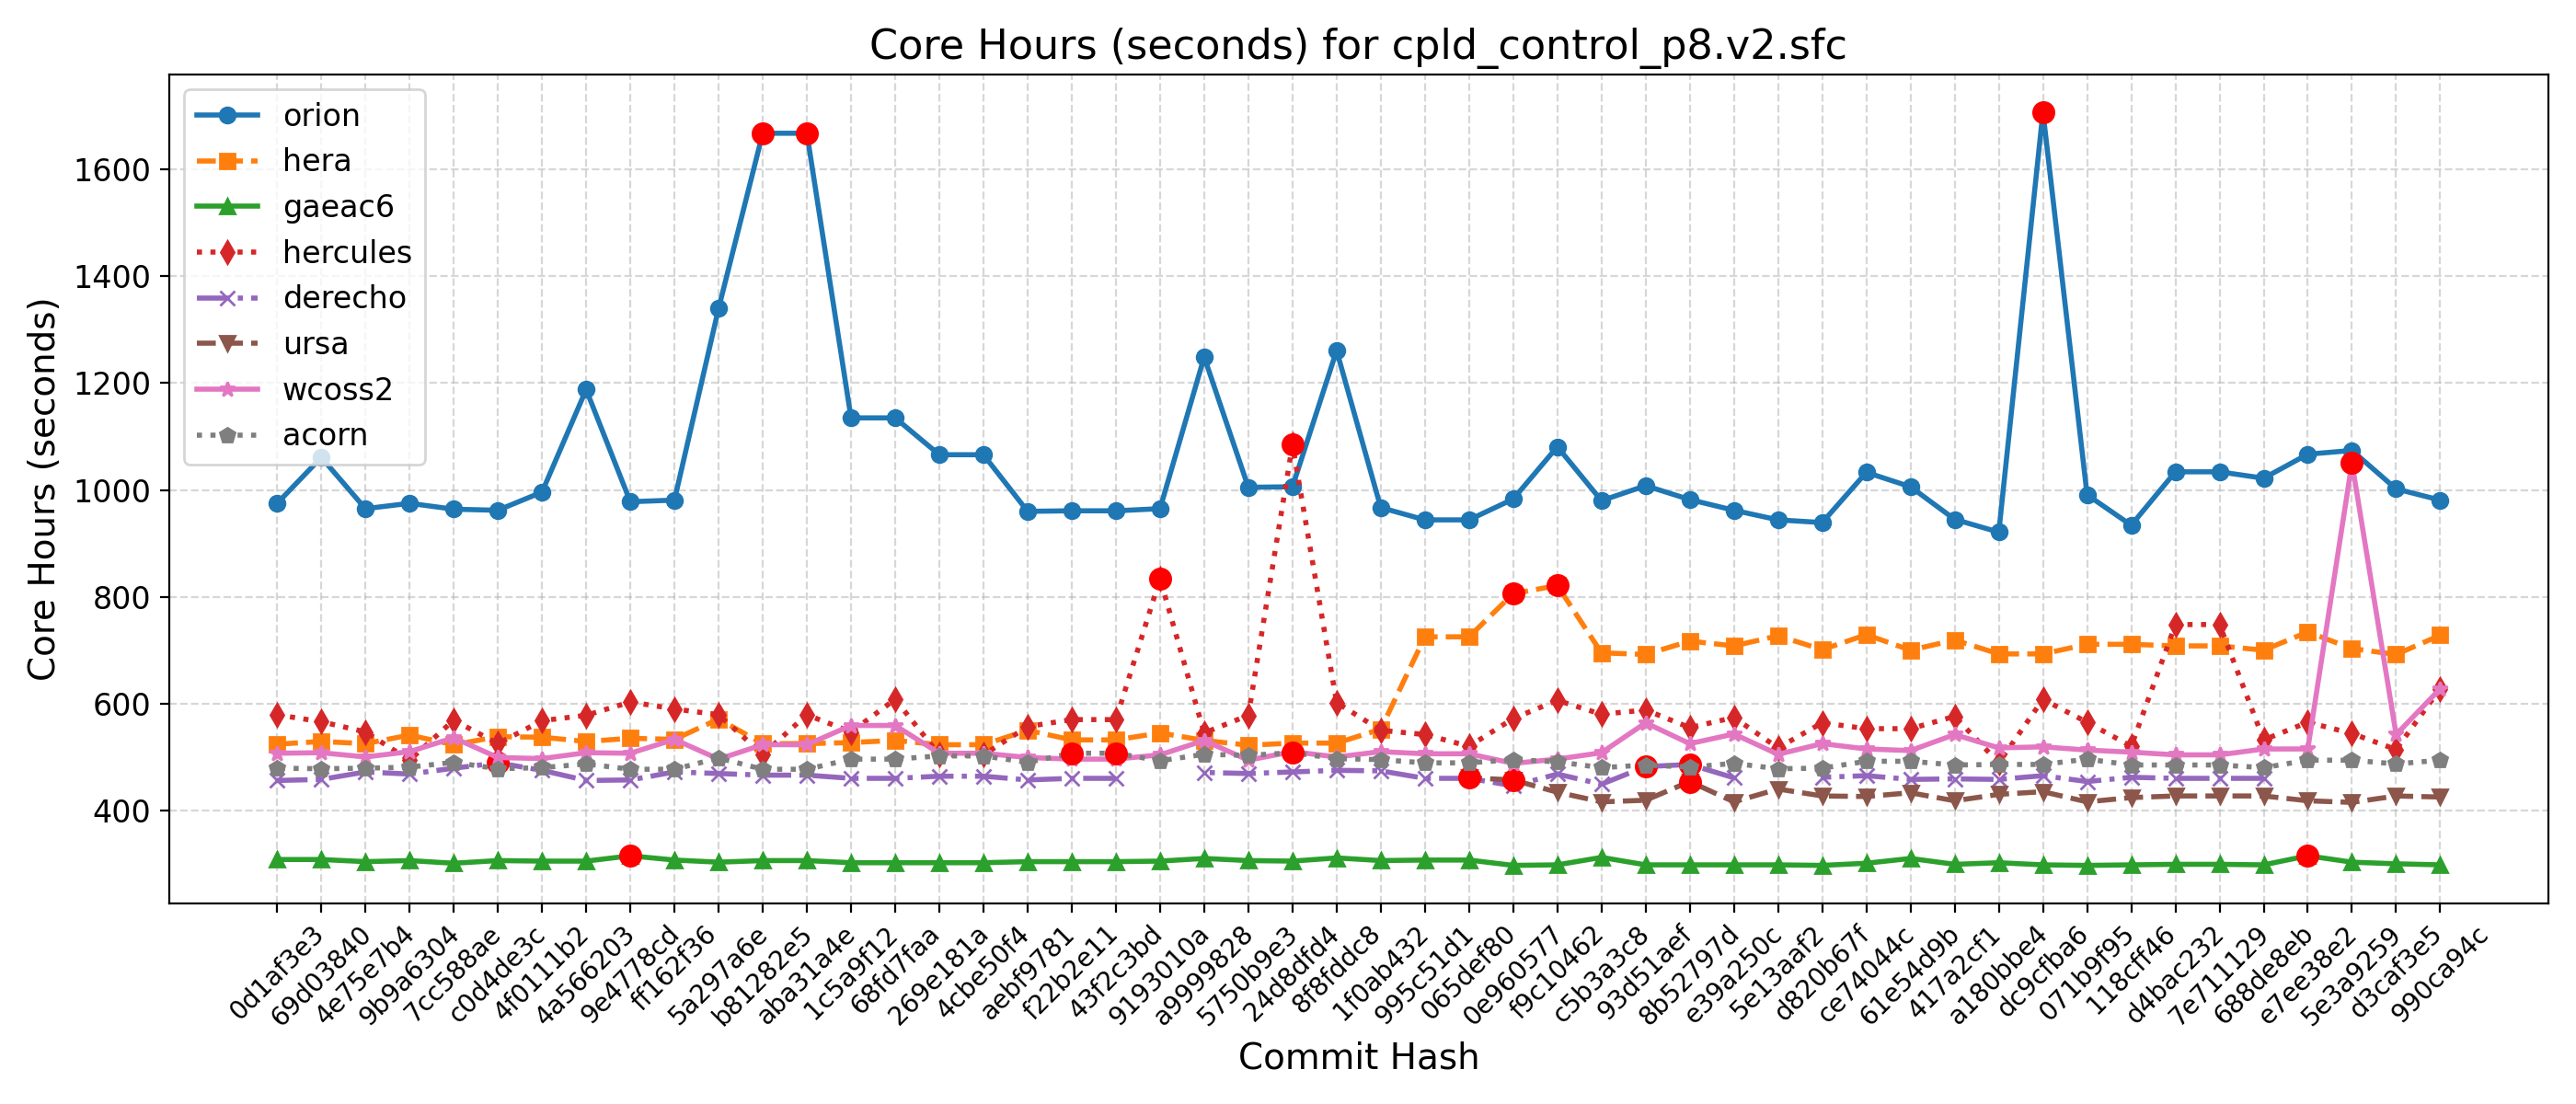 Core Hours (seconds) for cpld_control_p8.v2.sfc
orion
hera
gaeac6
hercules
derecho
ursa
wcoss2
acorn
Core Hours (seconds)
1600
1400
1200
1000
800
600
400
0d1af3e3
69d03840
4e75e7b4
9b9a6304
7cc588ae
c0d4de3c
4f0111b2
4a566203
9e4778cd
ff162f36
5a297a6e
b81282e5
aba31a4e
1c5a9f12
68fd7faa
269e181a
4cbe50f4
aebf9781
f22b2e11
43f2c3bd
9193010a
a9999828
5750b9e3
24d8dfd4
8f8fddc8
1f0ab432
995c51d1
065def80
0e960577
f9c10462
c5b3a3c8
93d51aef
8b52797d
e39a250c
5e13aaf2
d820b67f
ce74044c
61e54d9b
417a2cf1
a180bbe4
dc9cfba6
071b9f95
118cff46
d4bac232
7e711129
688de8eb
e7ee38e2
5e3a9259
d3caf3e5
990ca94c
Commit Hash